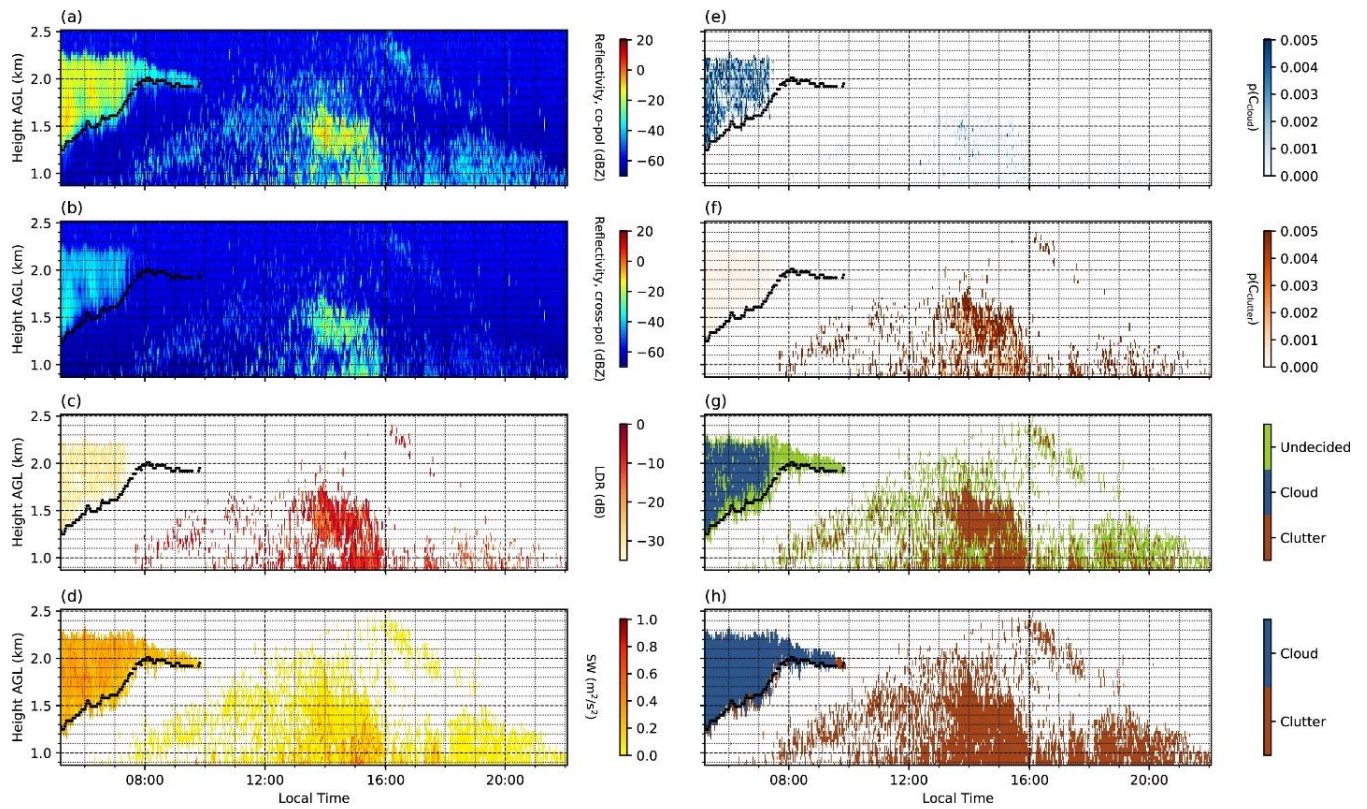 (a)
2.5
2.0
1.5
1.0
Height AGL (km)
20
0
−20
−40
−60
Reflectivity, co-pol (dBZ)
(b)
2.5
2.0
1.5
1.0
Height AGL (km)
20
0
−20
−40
−60
Reflectivity, cross-pol (dBZ)
(c)
2.5
2.0
1.5
1.0
Height AGL (km)
0
−10
−20
−30
LDR (dB)
(d)
2.5
2.0
1.5
1.0
Height AGL (km)
1.0
0.8
0.6
0.4
0.2
0.0
SW (m²/s²)
08:00
12:00
16:00
20:00
Local Time
(e)
0.005
0.004
0.003
0.002
0.001
0.000
p(Ccloud)
(f)
0.005
0.004
0.003
0.002
0.001
0.000
p(Cclutter)
(g)
Undecided
Cloud
Clutter
(h)
Cloud
Clutter
08:00
12:00
16:00
20:00
Local Time